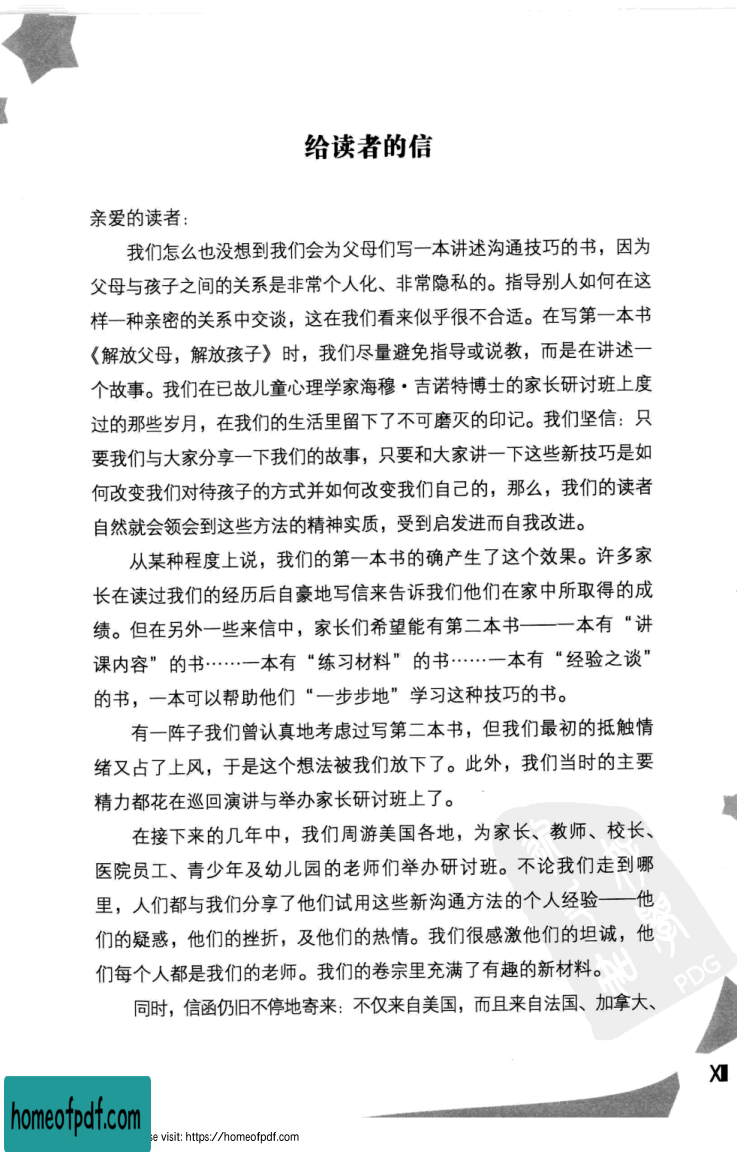 给读者的信
亲爱的读者：
我们怎么也没想到我们会为父母们写一本讲述沟通技巧的书，因为
父母与孩子之间的关系是非常个人化、非常隐私的。指导别人如何在这
样一种亲密的关系中交谈，这在我们看来似乎很不合适。在写第一本书
《解放父母，解放孩子》时，我们尽量避免指导或说教，而是在讲述一
个故事。我们在已故儿童心理学家海穆·吉诺特博士的家长研讨班上度
过的那些岁月，在我们的生活里留下了不可磨灭的印记。我们坚信：只
要我们与大家分享一下我们的故事，只要和大家讲一下这些新技巧是如
何改变我们对待孩子的方式并如何改变我们自己的，那么，我们的读者
自然就会领会到这些方法的精神实质，受到启发进而自我改进。
从某种程度上说，我们的第一本书的确产生了这个效果。许多家
长在读过我们的经历后自豪地写信来告诉我们他们在家中所取得的成
绩。但在另外一些来信中，家长们希望能有第二本书——一本有“讲
课内容”的书……一本有“练习材料”的书……一本有“经验之谈”
的书，一本可以帮助他们“一步步地”学习这种技巧的书。
有一阵子我们曾认真地考虑过写第二本书，但我们最初的抵触情
绪又占了上风，于是这个想法被我们放下了。此外，我们当时的主要
精力都花在巡回演讲与举办家长研讨班上了。
在接下来的几年中，我们周游美国各地，为家长、教师、校长、
医院员工、青少年及幼儿园的老师们举办研讨班。不论我们走到哪
里，人们都与我们分享了他们试用这些新沟通方法的个人经验——他
们的疑惑，他们的挫折，及他们的热情。我们很感激他们的坦诚，他
们每个人都是我们的老师。我们的卷宗里充满了有趣的新材料。
PDG
同时，信函仍旧不停地寄来：不仅来自美国，而且来自法国、加拿大、
homeofpdf.com
se visit: https://homeofpdf.com